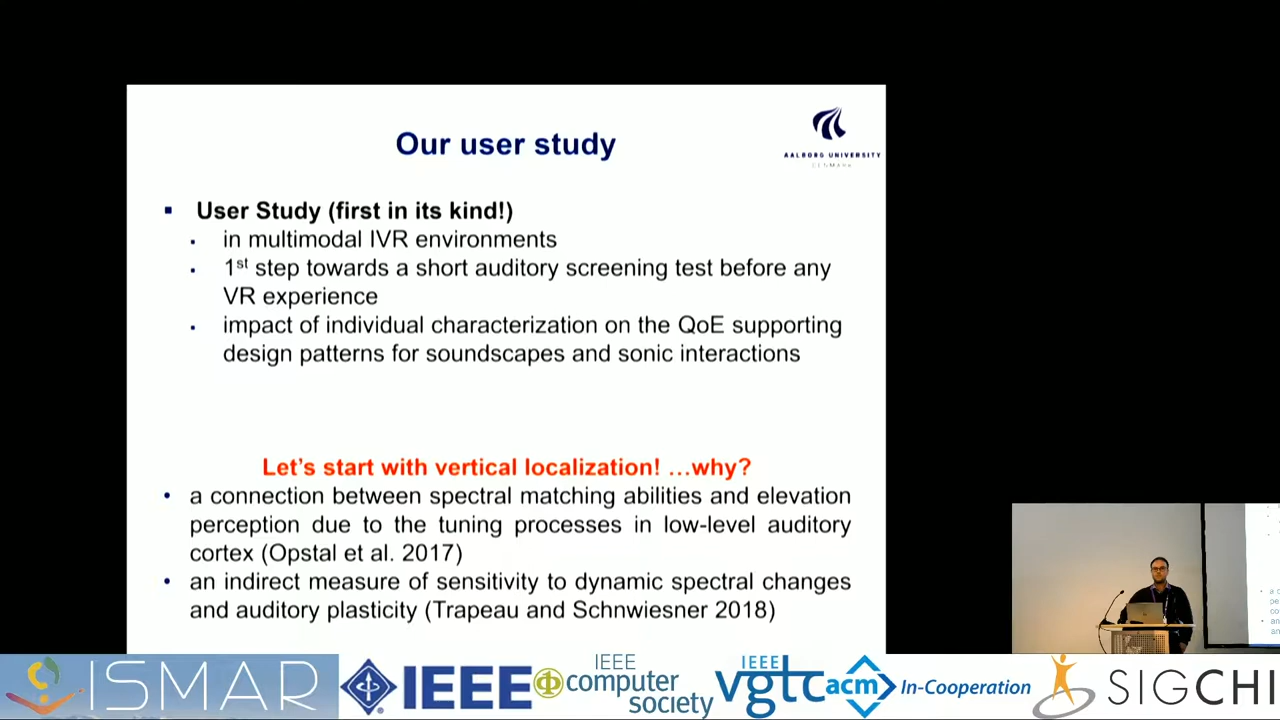 Our user study
AALBORG UNIVERSITY
DENMARK
▪ User Study (first in its kind!)
▪ in multimodal IVR environments
▪ 1st step towards a short auditory screening test before any
VR experience
▪ impact of individual characterization on the QoE supporting
design patterns for soundscapes and sonic interactions
Let's start with vertical localization! …why?
• a connection between spectral matching abilities and elevation
perception due to the tuning processes in low-level auditory
cortex (Opstal et al. 2017)
• an indirect measure of sensitivity to dynamic spectral changes
and auditory plasticity (Trapeau and Schnwiesner 2018)
ISMAR
IEEE
IEEE
computer
society
IEEE
vgtc
acm
In-Cooperation
SIGCHI